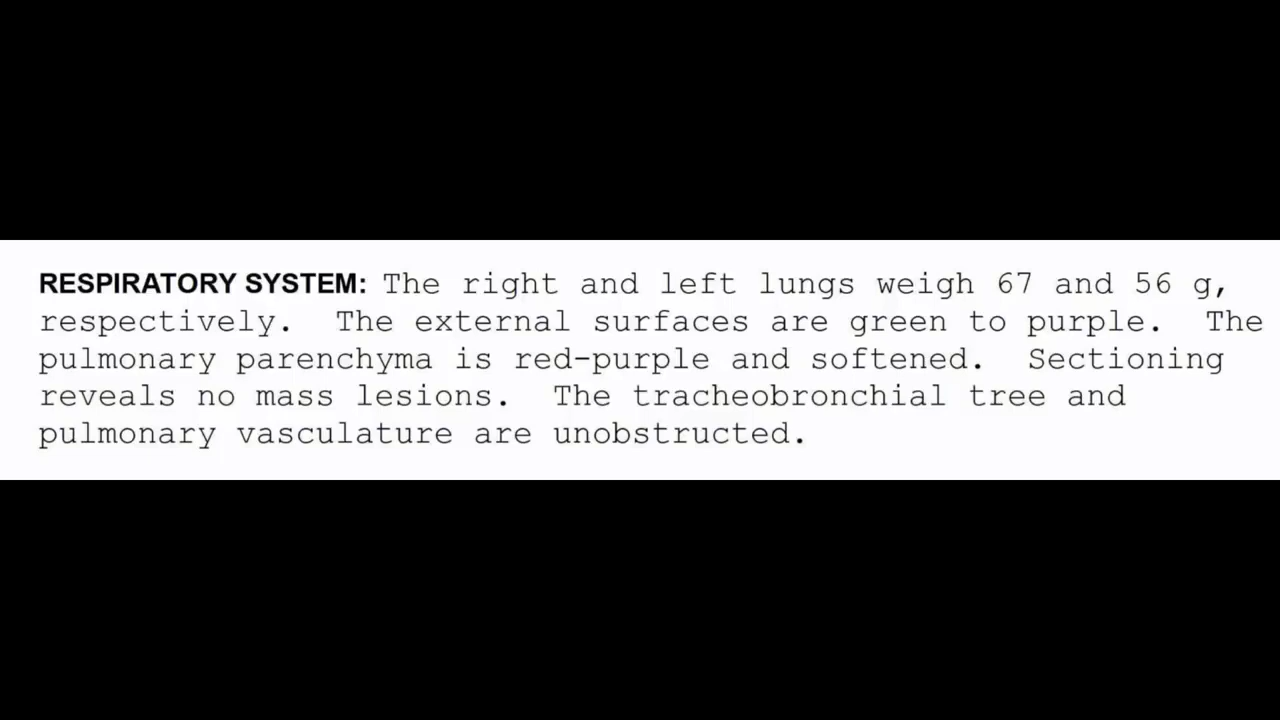 RESPIRATORY SYSTEM: The right and left lungs weigh 67 and 56 g,
respectively.  The external surfaces are green to purple.  The
pulmonary parenchyma is red-purple and softened.  Sectioning
reveals no mass lesions.  The tracheobronchial tree and
pulmonary vasculature are unobstructed.